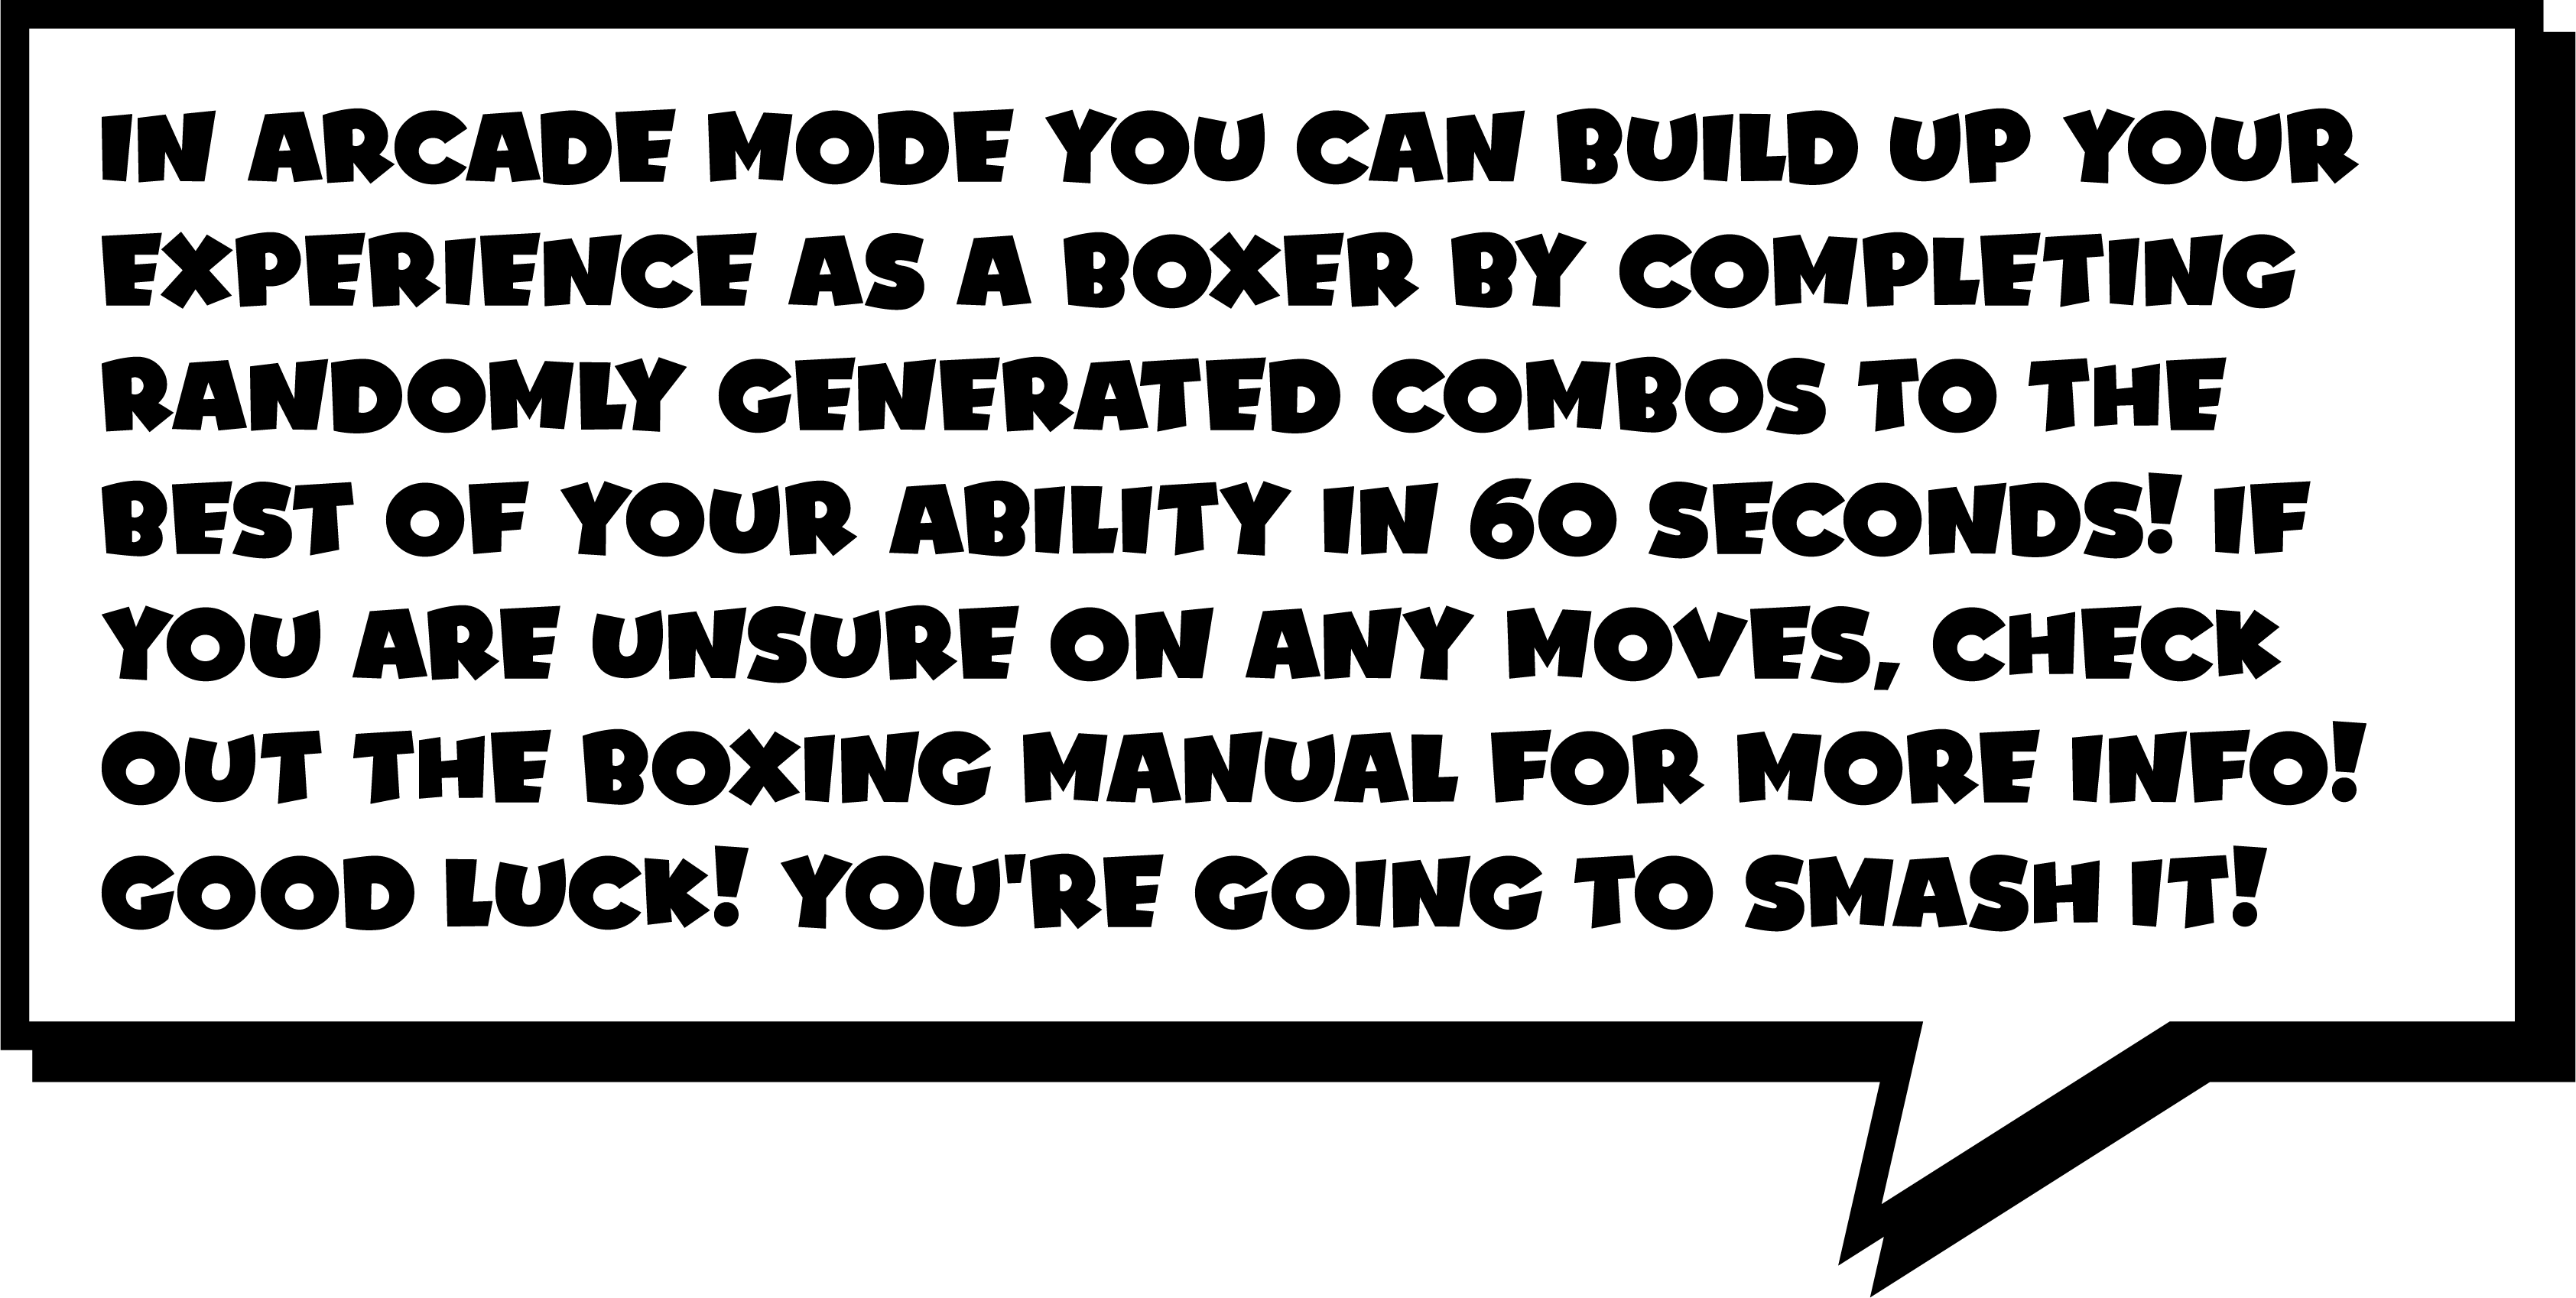 IN ARCADE MODE YOU CAN BUILD UP YOUR
EXPERIENCE AS A BOXER BY COMPLETING
RANDOMLY GENERATED COMBOS TO THE
BEST OF YOUR ABILITY IN 60 SECONDS! IF
YOU ARE UNSURE ON ANY MOVES, CHECK
OUT THE BOXING MANUAL FOR MORE INFO!
GOOD LUCK! YOU'RE GOING TO SMASH IT!